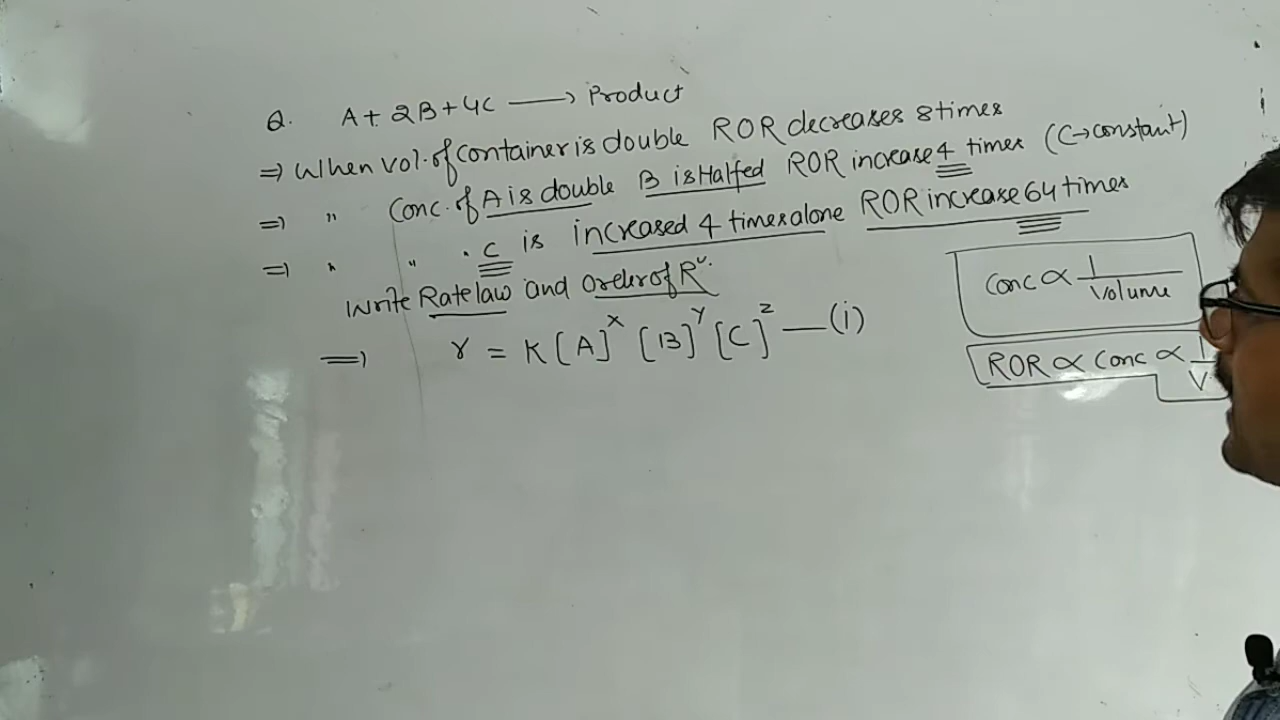 Q. A + 2B + 4C ⟶ Product
⇒ When vol. of Container is double ROR decreases 8 times
⇒ " Conc. of A is double B is Halfed ROR increase 4 times (C→constant)
⇒ " " . C is increased 4 times alone ROR increase 64 times
Write Rate law and Order of Rⁿ.
⇒ r = K[A]^x [B]^y [C]^z — (i)
Conc ∝ 1/Volume
ROR ∝ Conc ∝ 1/V